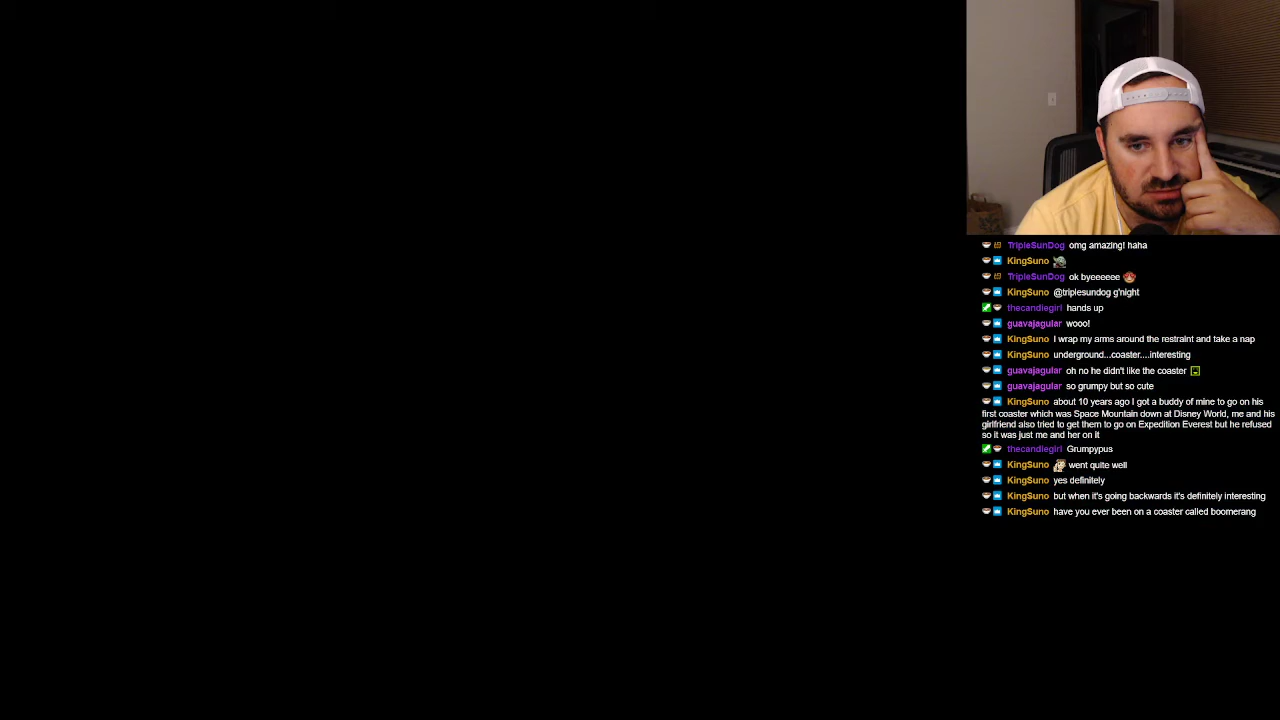 TripleSunDog omg amazing! haha
KingSuno
TripleSunDog ok byeeeeee
KingSuno @triplesundog g'night
thecandiegirl hands up
guavajagular wooo!
KingSuno I wrap my arms around the restraint and take a nap
KingSuno underground...coaster....interesting
guavajagular oh no he didn't like the coaster
guavajagular so grumpy but so cute
KingSuno about 10 years ago I got a buddy of mine to go on his
first coaster which was Space Mountain down at Disney World, me and his
girlfriend also tried to get them to go on Expedition Everest but he refused
so it was just me and her on it
thecandiegirl Grumpypus
KingSuno went quite well
KingSuno yes definitely
KingSuno but when it's going backwards it's definitely interesting
KingSuno have you ever been on a coaster called boomerang